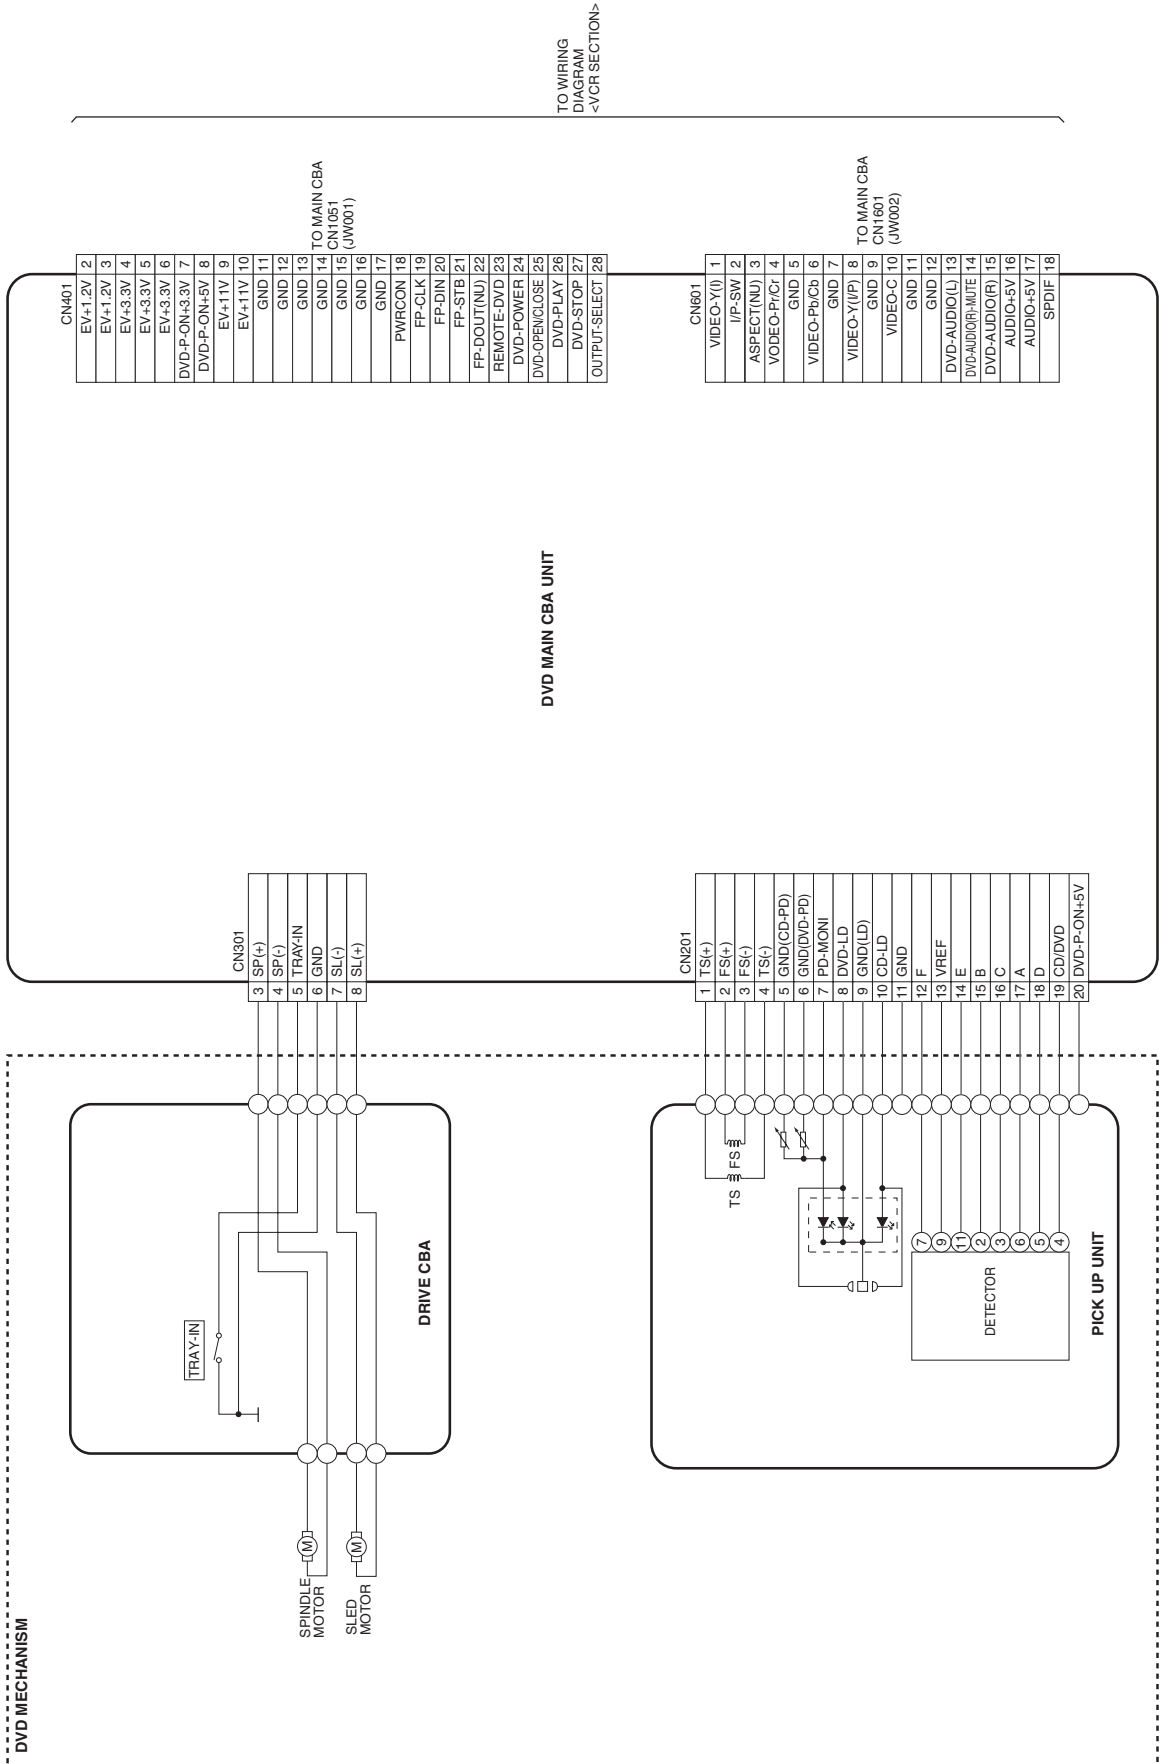 DVD MECHANISM
SPINDLE
MOTOR
M
SLED
MOTOR
M
TRAY-IN
DRIVE CBA
CN301
3 SP(+)
4 SP(-)
5 TRAY-IN
6 GND
7 SL(-)
8 SL(+)
TS
FS
DETECTOR
7
9
11
2
3
6
5
4
PICK UP UNIT
CN201
1 TS(+)
2 FS(+)
3 FS(-)
4 TS(-)
5 GND(CD-PD)
6 GND(DVD-PD)
7 PD-MONI
8 DVD-LD
9 GND(LD)
10 CD-LD
11 GND
12 F
13 VREF
14 E
15 B
16 C
17 A
18 D
19 CD/DVD
20 DVD-P-ON+5V
DVD MAIN CBA UNIT
CN401
EV+1.2V 2
EV+1.2V 3
EV+3.3V 4
EV+3.3V 5
EV+3.3V 6
DVD-P-ON+3.3V 7
DVD-P-ON+5V 8
EV+11V 9
EV+11V 10
GND 11
GND 12
GND 13
GND 14
GND 15
GND 16
GND 17
PWRCON 18
FP-CLK 19
FP-DIN 20
FP-STB 21
FP-DOUT(NU) 22
REMOTE-DVD 23
DVD-POWER 24
DVD-OPEN/CLOSE 25
DVD-PLAY 26
DVD-STOP 27
OUTPUT-SELECT 28
TO MAIN CBA
CN1051
(JW001)
CN601
VIDEO-Y(I) 1
I/P-SW 2
ASPECT(NU) 3
VODEO-Pr/Cr 4
GND 5
VIDEO-Pb/Cb 6
GND 7
VIDEO-Y(I/P) 8
GND 9
VIDEO-C 10
GND 11
GND 12
DVD-AUDIO(L) 13
DVD-AUDIO(R)-MUTE 14
DVD-AUDIO(R) 15
AUDIO+5V 16
AUDIO+5V 17
SPDIF 18
TO MAIN CBA
CN1601
(JW002)
TO WIRING
DIAGRAM
<VCR SECTION>